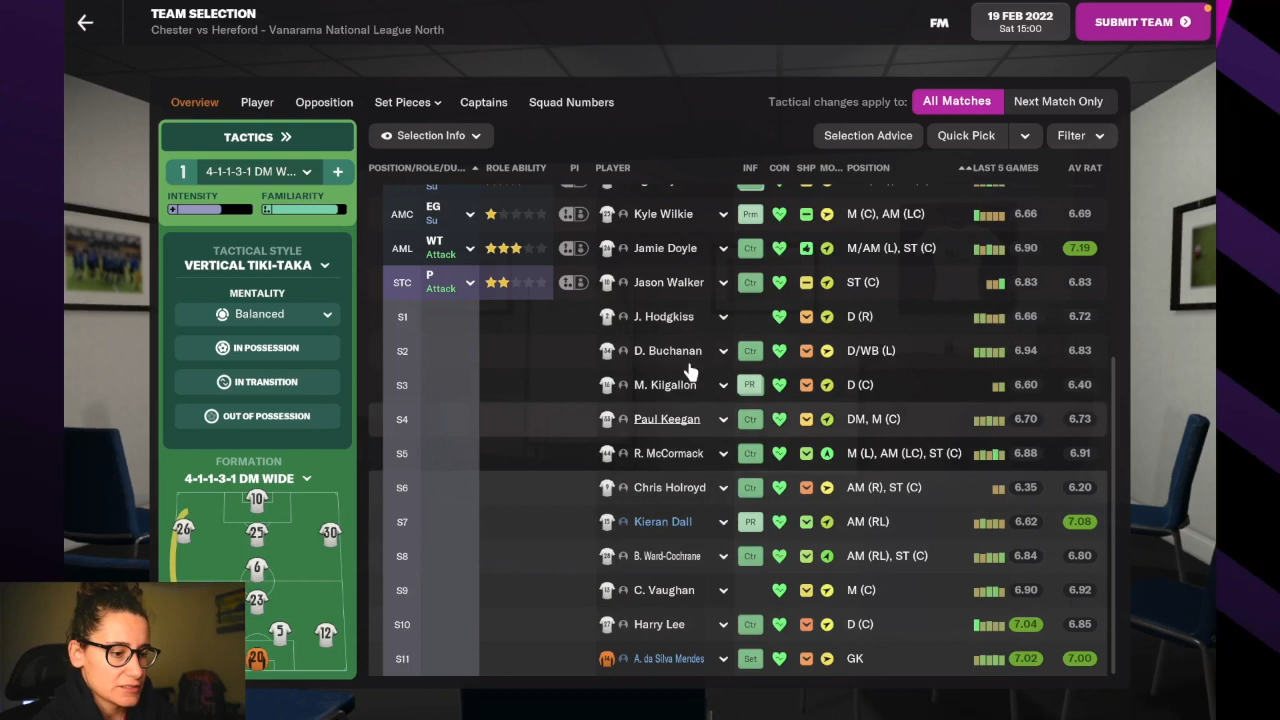 TEAM SELECTION
Chester vs Hereford - Vanarama National League North
FM
19 FEB 2022
Sat 15:00
SUBMIT TEAM
Overview Player Opposition Set Pieces Captains Squad Numbers
Tactical changes apply to: All Matches Next Match Only
TACTICS
Selection Info
Selection Advice Quick Pick Filter
1 4-1-1-3-1 DM W...
INTENSITY FAMILIARITY
POSITION/ROLE/DU... ROLE ABILITY PI PLAYER INF CON SHP MO... POSITION LAST 5 GAMES AV RAT
Su
AMC EG Su Kyle Wilkie Prm M (C), AM (LC) 6.66 6.69
AML WT Attack Jamie Doyle Ctr M/AM (L), ST (C) 6.90 7.19
STC P Attack Jason Walker Ctr ST (C) 6.83 6.83
S1 J. Hodgkiss D (R) 6.66 6.72
S2 D. Buchanan Ctr D/WB (L) 6.94 6.83
S3 M. Kilgallon PR D (C) 6.60 6.40
S4 Paul Keegan Ctr DM, M (C) 6.70 6.73
S5 R. McCormack Ctr M (L), AM (LC), ST (C) 6.88 6.91
S6 Chris Holroyd Ctr AM (R), ST (C) 6.35 6.20
S7 Kieran Dall PR AM (RL) 6.62 7.08
S8 B. Ward-Cochrane Ctr AM (RL), ST (C) 6.84 6.80
S9 C. Vaughan M (C) 6.90 6.92
S10 Harry Lee Ctr D (C) 7.04 6.85
S11 A. da Silva Mendes Set GK 7.02 7.00
TACTICAL STYLE
VERTICAL TIKI-TAKA
MENTALITY
Balanced
IN POSSESSION
IN TRANSITION
OUT OF POSSESSION
FORMATION
4-1-1-3-1 DM WIDE
10
26 25 30
6
23
5 12
20